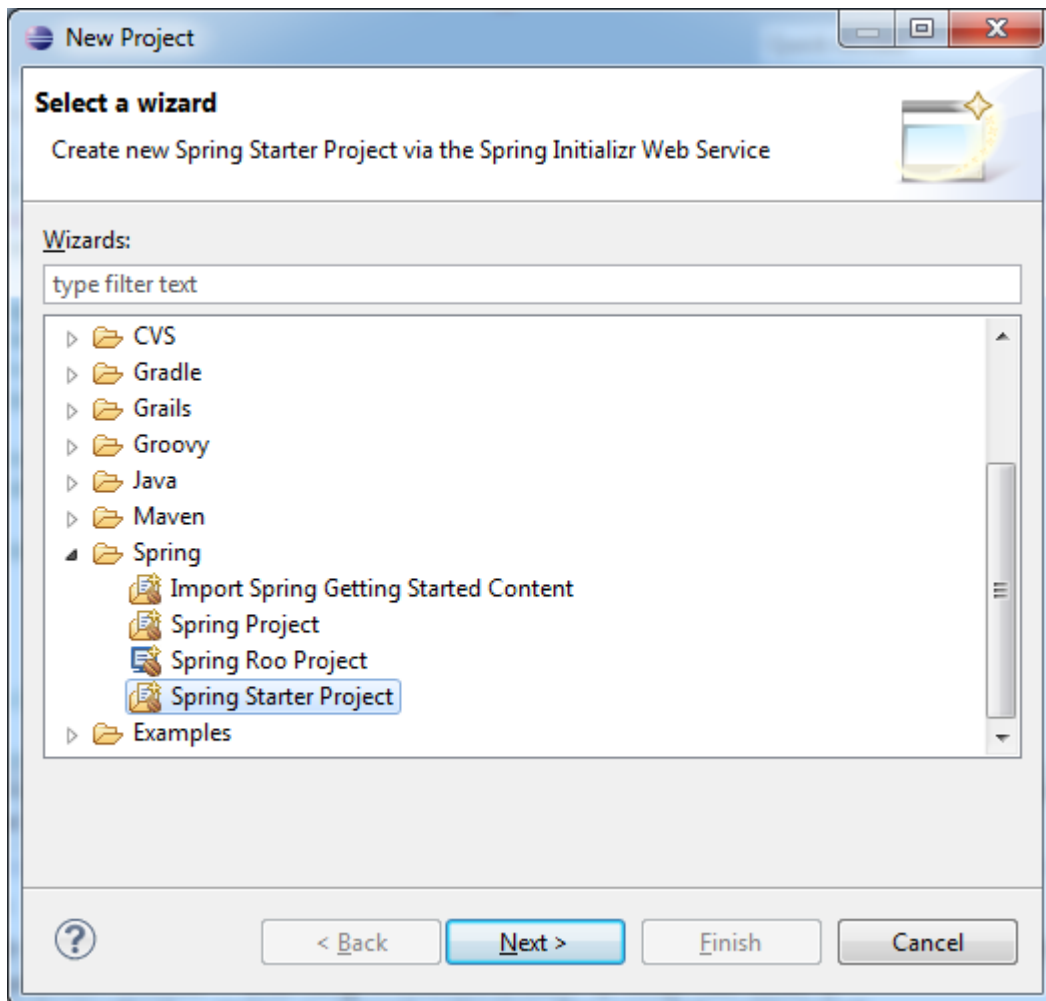 New Project
Select a wizard
Create new Spring Starter Project via the Spring Initializr Web Service
Wizards:
type filter text
CVS
Gradle
Grails
Groovy
Java
Maven
Spring
Import Spring Getting Started Content
Spring Project
Spring Roo Project
Spring Starter Project
Examples
?
< Back
Next >
Finish
Cancel